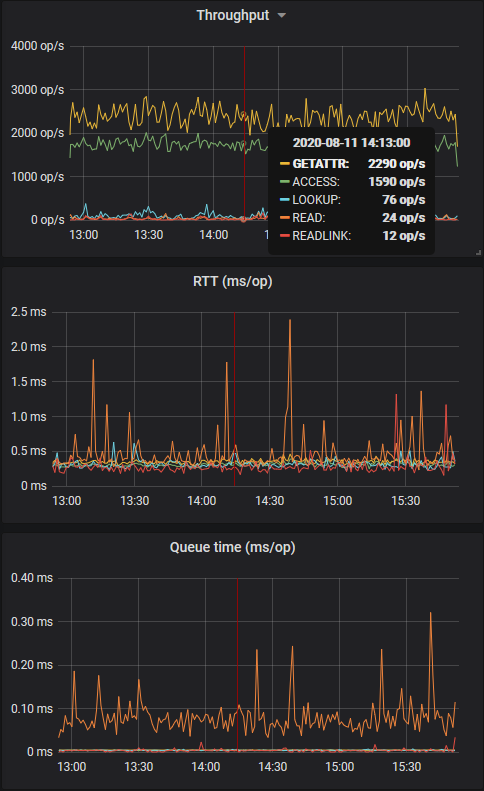 Throughput
4000 op/s
3000 op/s
2000 op/s
1000 op/s
0 op/s
13:00 13:30 14:00
2020-08-11 14:13:00
GETATTR: 2290 op/s
ACCESS: 1590 op/s
LOOKUP: 76 op/s
READ: 24 op/s
READLINK: 12 op/s
RTT (ms/op)
2.5 ms
2.0 ms
1.5 ms
1.0 ms
0.5 ms
0 ms
13:00 13:30 14:00 14:30 15:00 15:30
Queue time (ms/op)
0.40 ms
0.30 ms
0.20 ms
0.10 ms
0 ms
13:00 13:30 14:00 14:30 15:00 15:30